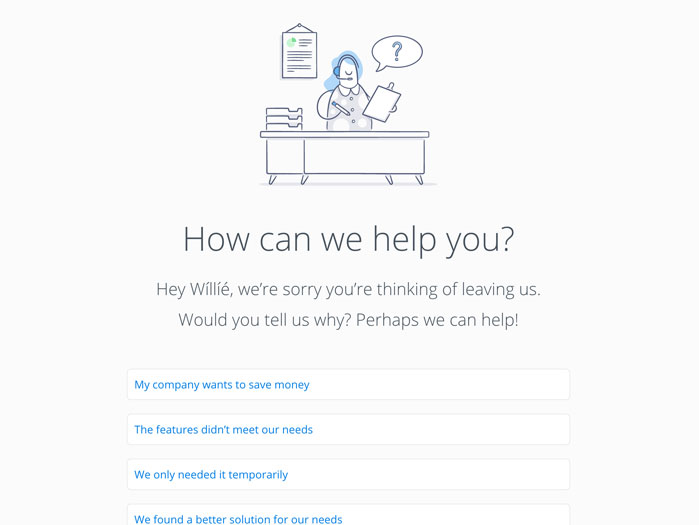 ?
How can we help you?
Hey Wíllíé, we’re sorry you’re thinking of leaving us.
Would you tell us why? Perhaps we can help!
My company wants to save money
The features didn’t meet our needs
We only needed it temporarily
We found a better solution for our needs